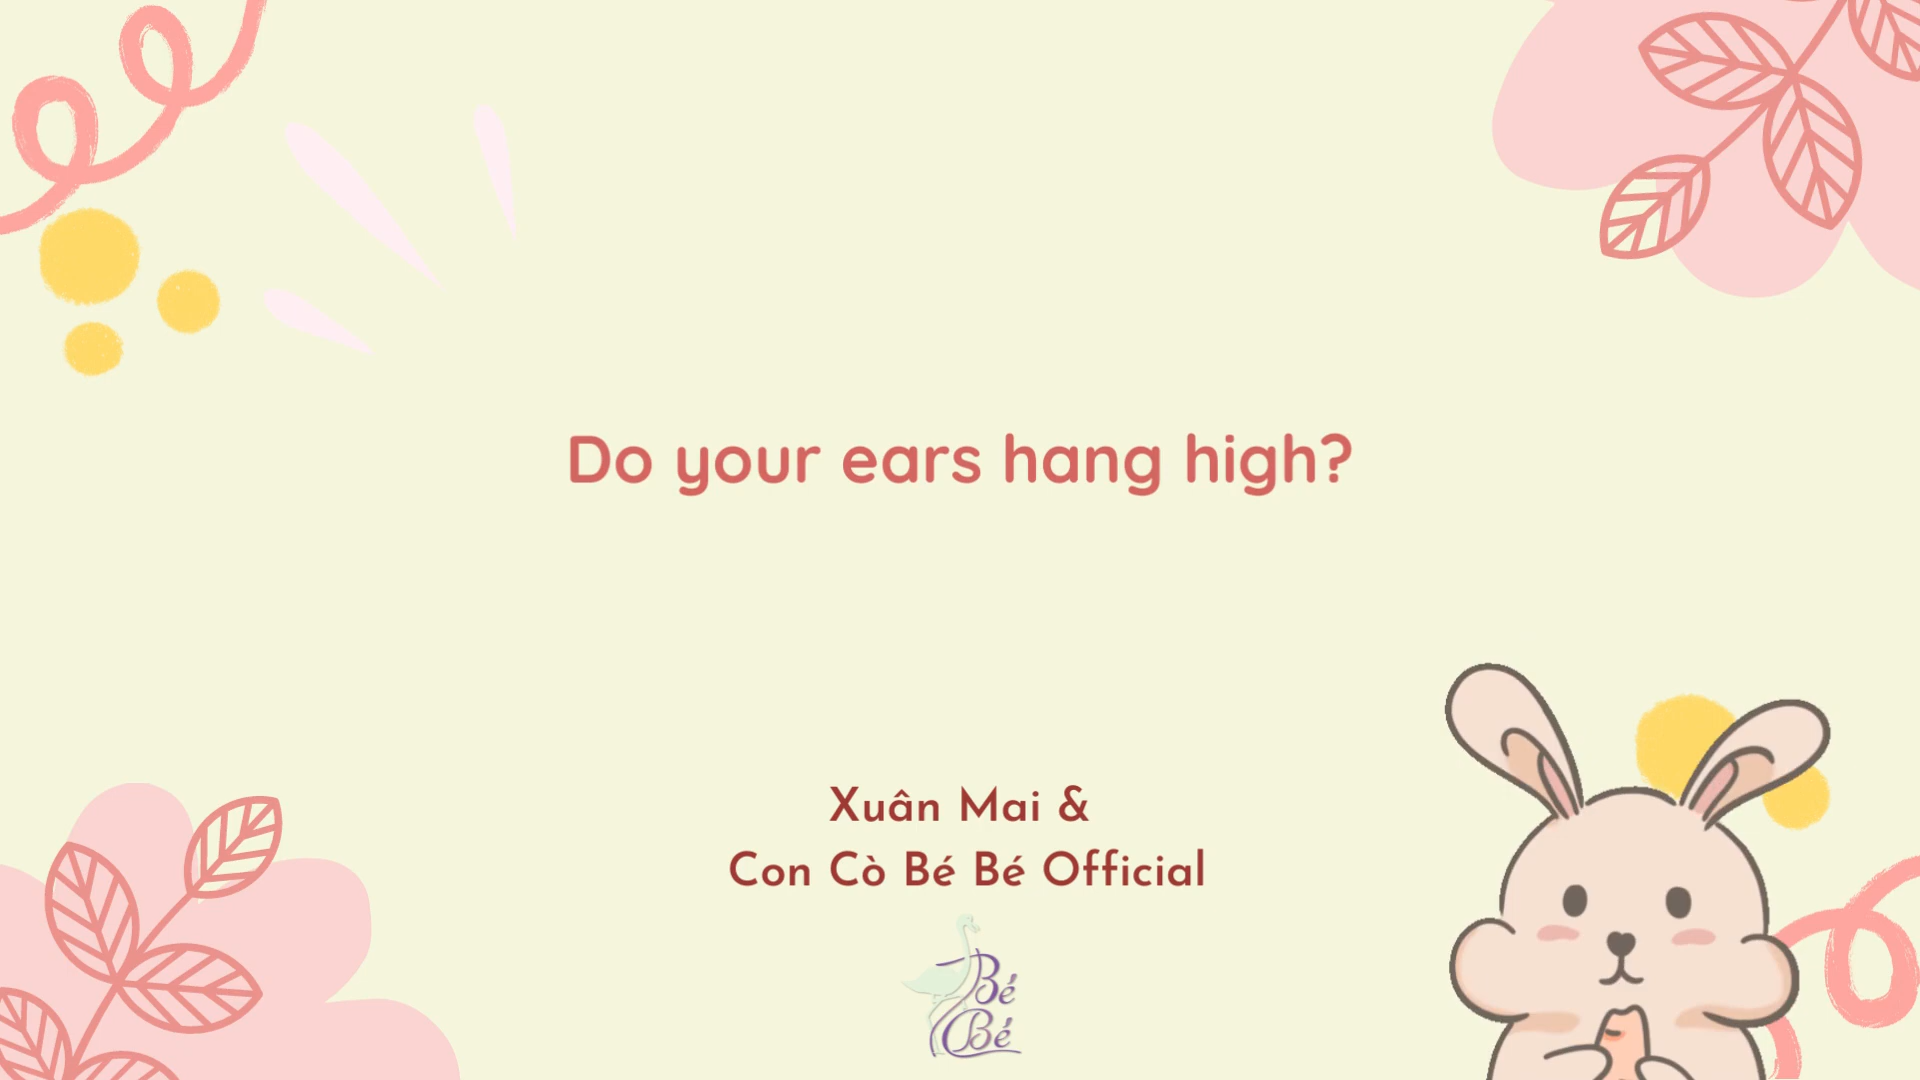 Do your ears hang high?
Xuân Mai &
Con Cò Bé Bé Official
Bé
Bé